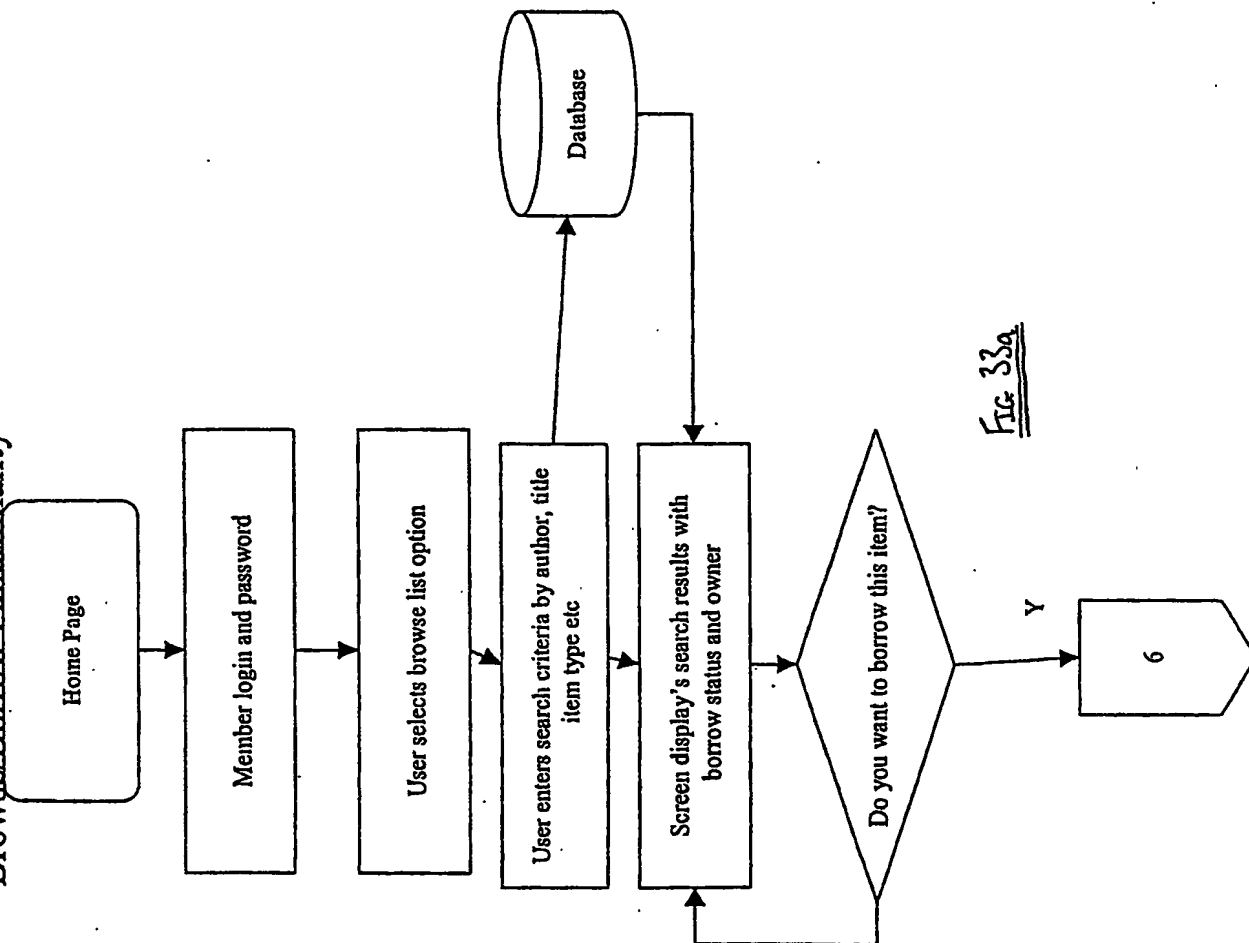 Home Page
Member login and password
User selects browse list option
User enters search criteria by author, title
item type etc
Database
Screen display's search results with
borrow status and owner
Do you want to borrow this item?
Y
6
FIG 33a